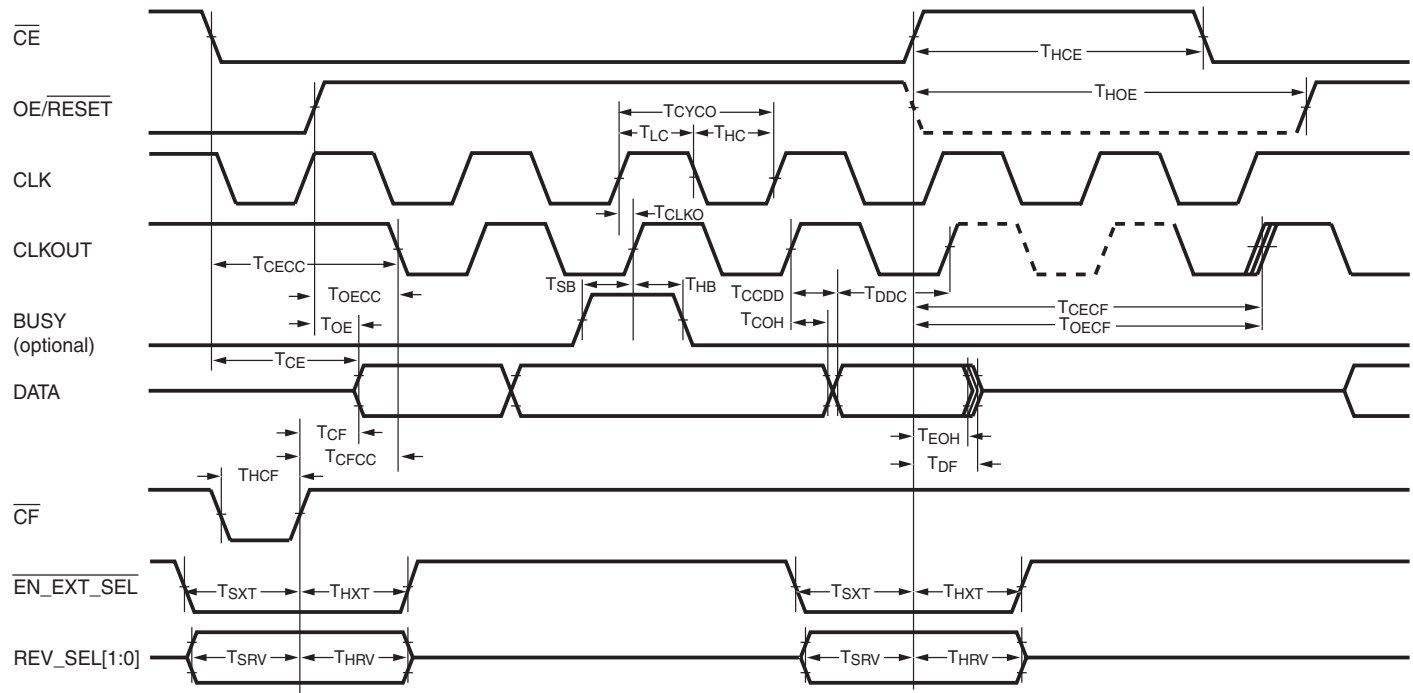 CE
THCE
OE/RESET
THOE
TCYCO
TLC
THC
CLK
TCLKO
CLKOUT
TCECC
TSB
THB
TCCDD
TDDC
TOECC
TCOH
TCECF
TOECF
BUSY
(optional)
TOE
TCE
DATA
TCF
TEOH
TCFCC
TDF
THCF
CF
EN_EXT_SEL
TSXT
THXT
TSXT
THXT
REV_SEL[1:0]
TSRV
THRV
TSRV
THRV